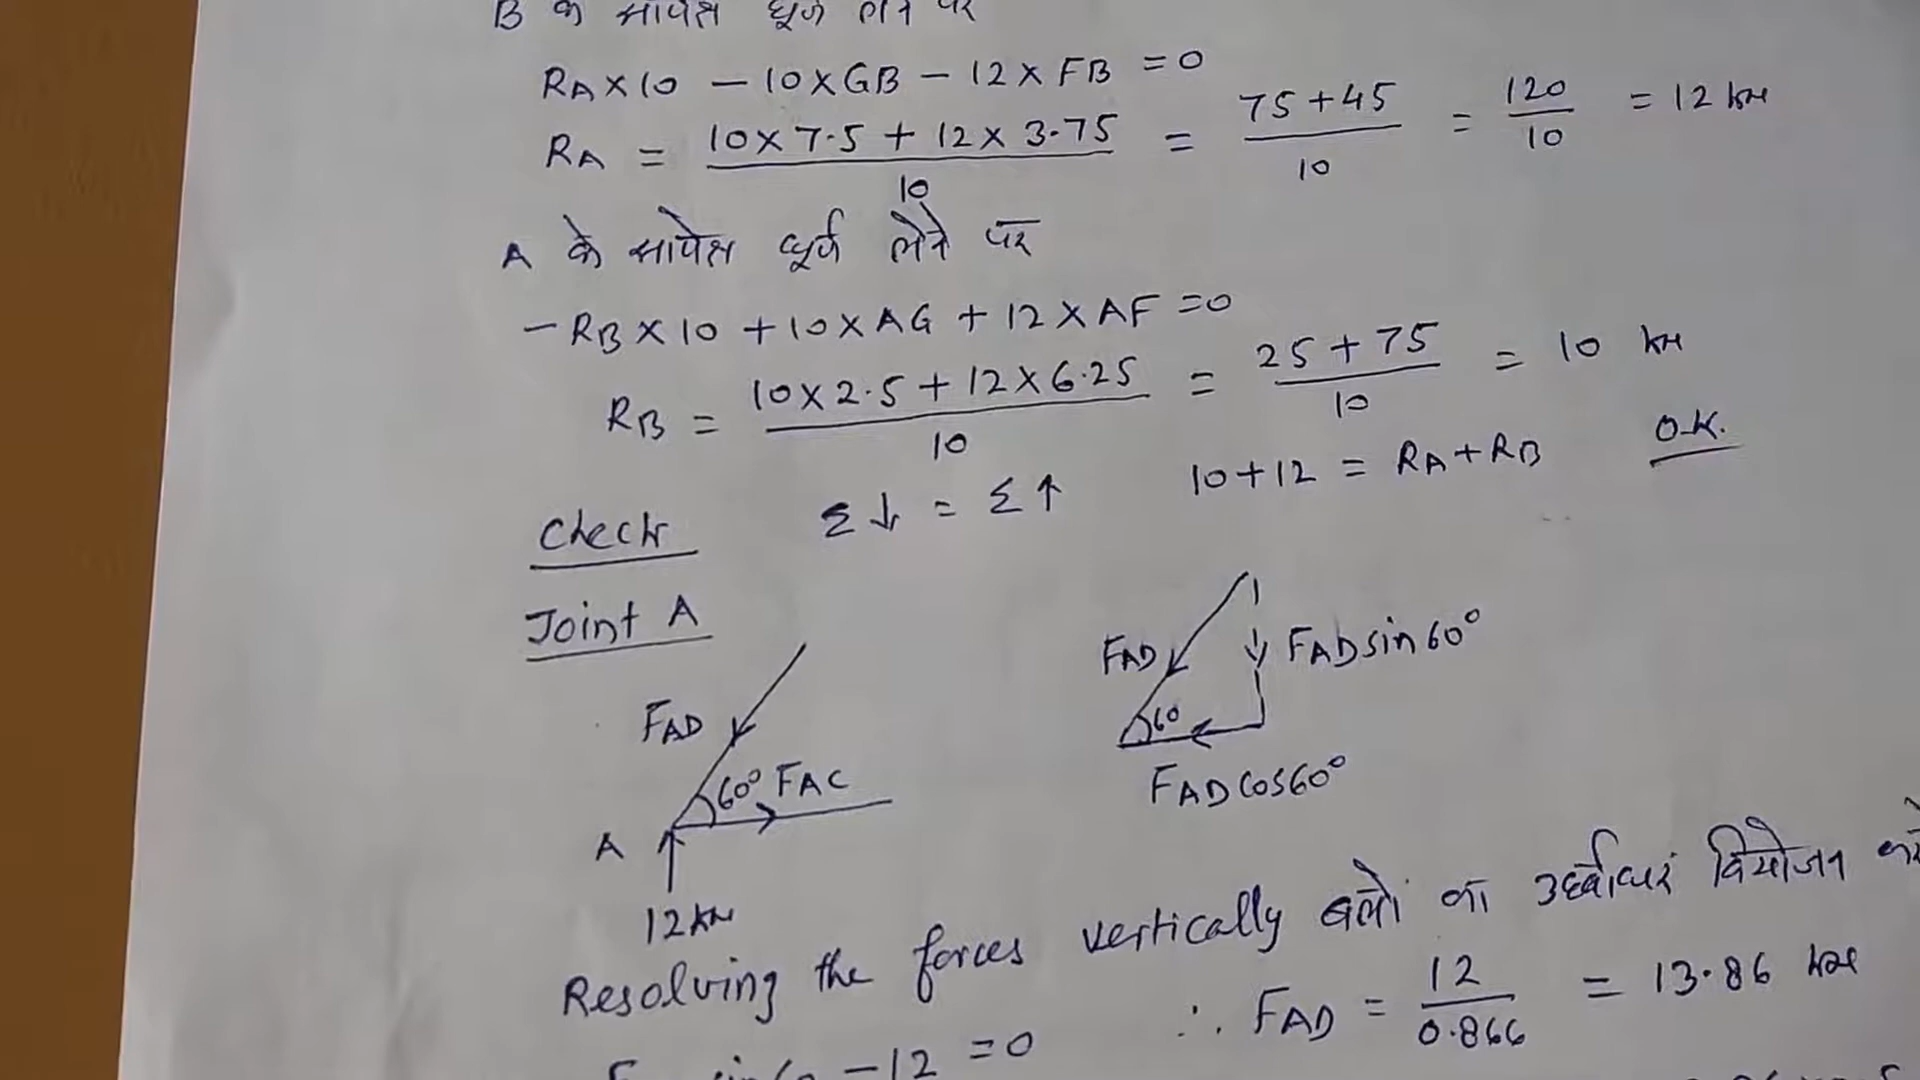 B के सापेक्ष घूर्ण लेने पर
RA × 10 − 10 × GB − 12 × FB = 0
RA = (10 × 7.5 + 12 × 3.75) / 10 = (75 + 45) / 10 = 120 / 10 = 12 kN
A के सापेक्ष घूर्ण लेने पर
− RB × 10 + 10 × AG + 12 × AF = 0
RB = (10 × 2.5 + 12 × 6.25) / 10 = (25 + 75) / 10 = 10 kN
Check Σ↓ = Σ↑ 10 + 12 = RA + RB O.K.
Joint A
FAD
60° FAC
A
12 kN
FAD
FAD sin 60°
60
FAD cos 60°
Resolving the forces vertically बलों का
− 12 = 0
∴ FAD = 12 / 0.866 = 13.86 kN